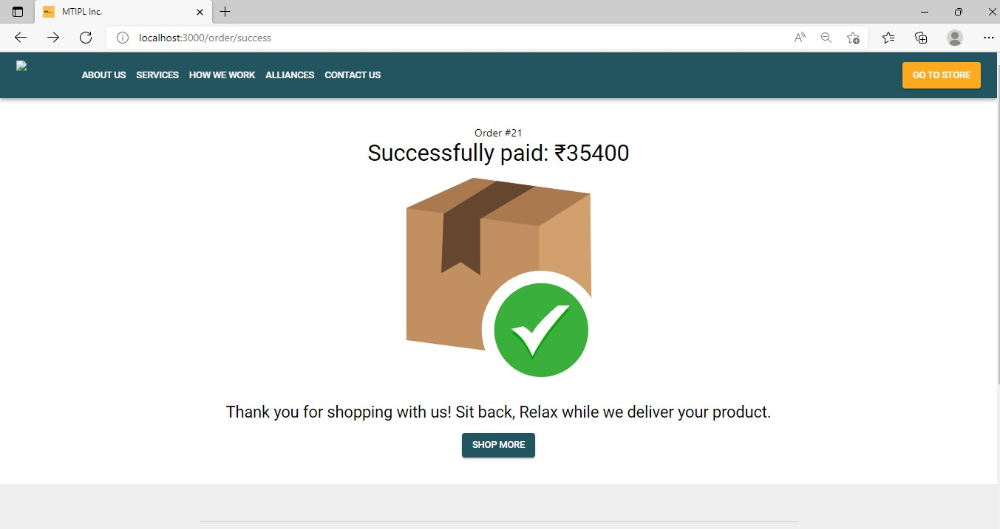 MTIPL Inc.
localhost:3000/order/success
ABOUT US SERVICES HOW WE WORK ALLIANCES CONTACT US GO TO STORE
Order #21
Successfully paid: ₹35400
Thank you for shopping with us! Sit back, Relax while we deliver your product.
SHOP MORE